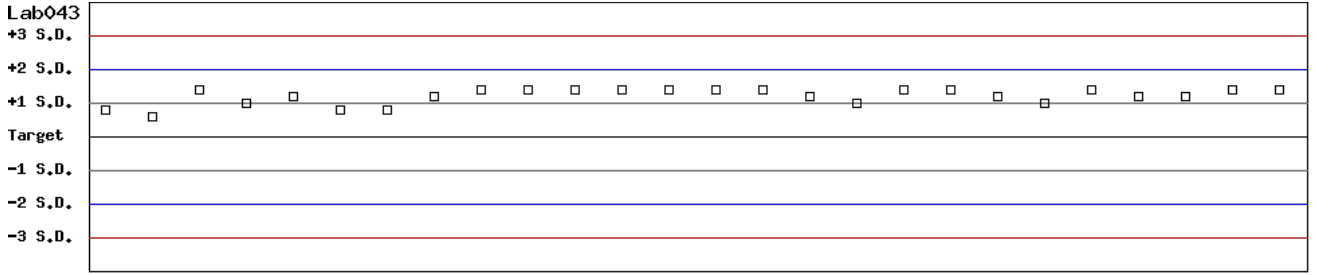 Lab043
+3 S.D.
+2 S.D.
+1 S.D.
Target
-1 S.D.
-2 S.D.
-3 S.D.